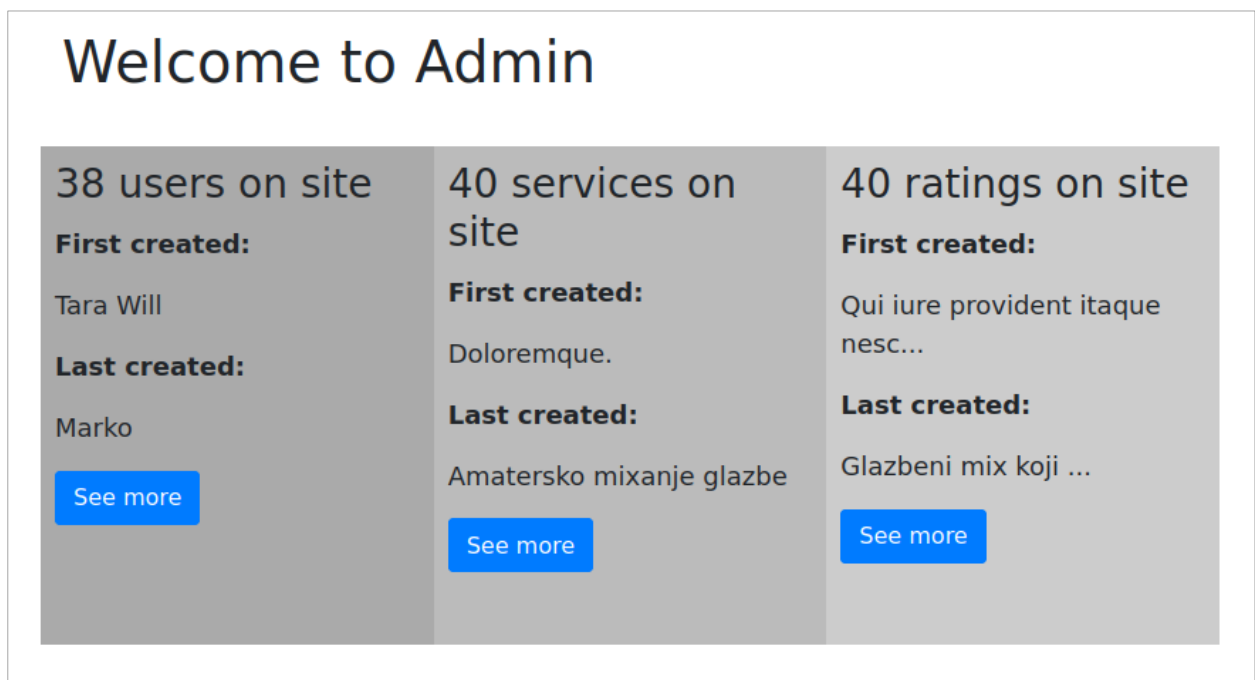 Welcome to Admin
38 users on site
First created:
Tara Will
Last created:
Marko
See more
40 services on
site
First created:
Doloremque.
Last created:
Amatersko mixanje glazbe
See more
40 ratings on site
First created:
Qui iure provident itaque
nesc...
Last created:
Glazbeni mix koji ...
See more